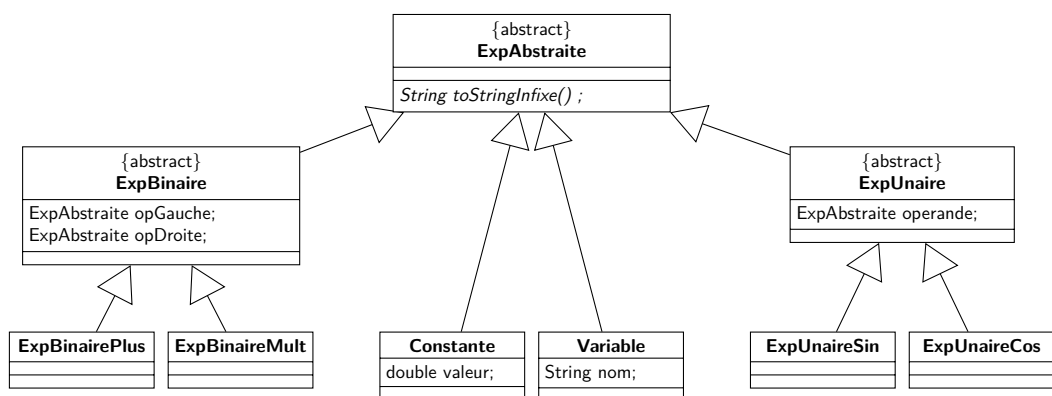 {abstract}
ExpAbstraite
String toStringInfixe() ;
{abstract}
ExpBinaire
ExpAbstraite opGauche;
ExpAbstraite opDroite;
{abstract}
ExpUnaire
ExpAbstraite operande;
ExpBinairePlus
ExpBinaireMult
Constante
double valeur;
Variable
String nom;
ExpUnaireSin
ExpUnaireCos